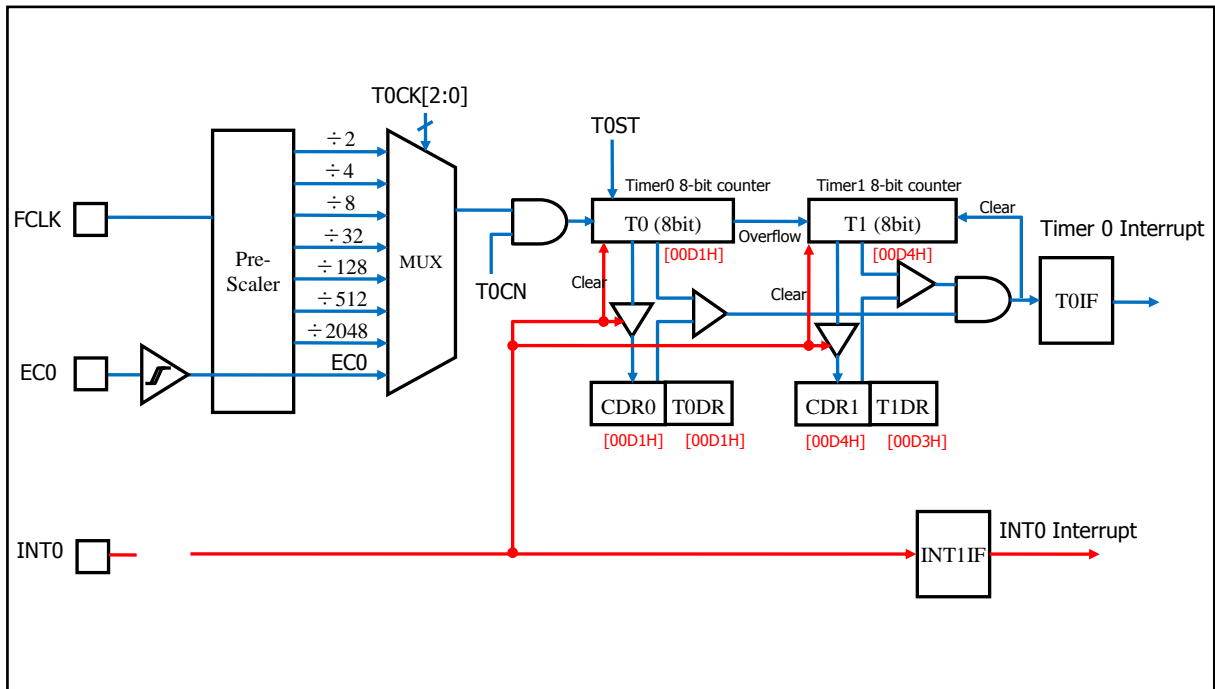 T0CK[2:0]
T0ST
÷2
÷4
÷8
÷32
÷128
÷512
÷2048
EC0
FCLK
EC0
Pre-
Scaler
MUX
T0CN
Timer0 8-bit counter
T0 (8bit)
[00D1H]
Overflow
Timer1 8-bit counter
T1 (8bit)
[00D4H]
Clear
Clear
Clear
Timer 0 Interrupt
T0IF
CDR0
T0DR
[00D1H]
[00D1H]
CDR1
T1DR
[00D4H]
[00D3H]
INT0
INT1IF
INT0 Interrupt